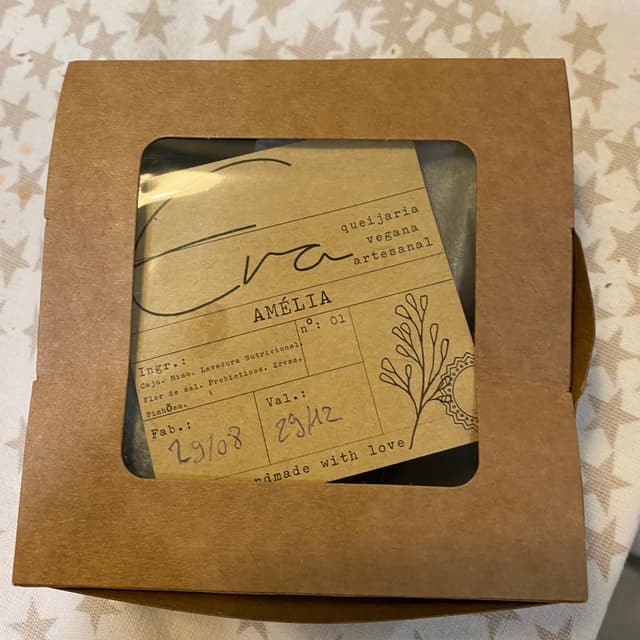 Era
queijaria
vegana
artesanal
AMÉLIA
nº: 01
Ingr.:
Caju. Miso. Levedura Nutricional.
Flor de sal. Probioticos. Ervas.
Pinhões.
Fab.:
29/08
Val.:
29/12
ndmade with love